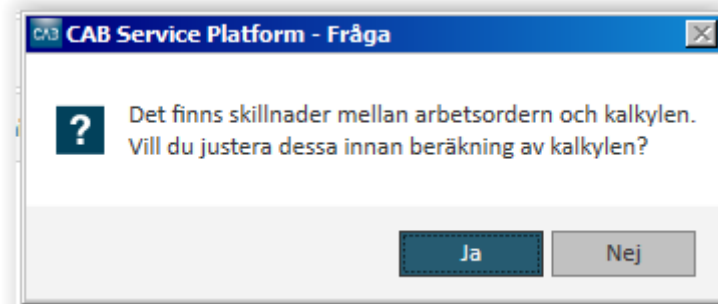 CAB CAB Service Platform - Fråga
? Det finns skillnader mellan arbetsordern och kalkylen.
Vill du justera dessa innan beräkning av kalkylen?
Ja Nej